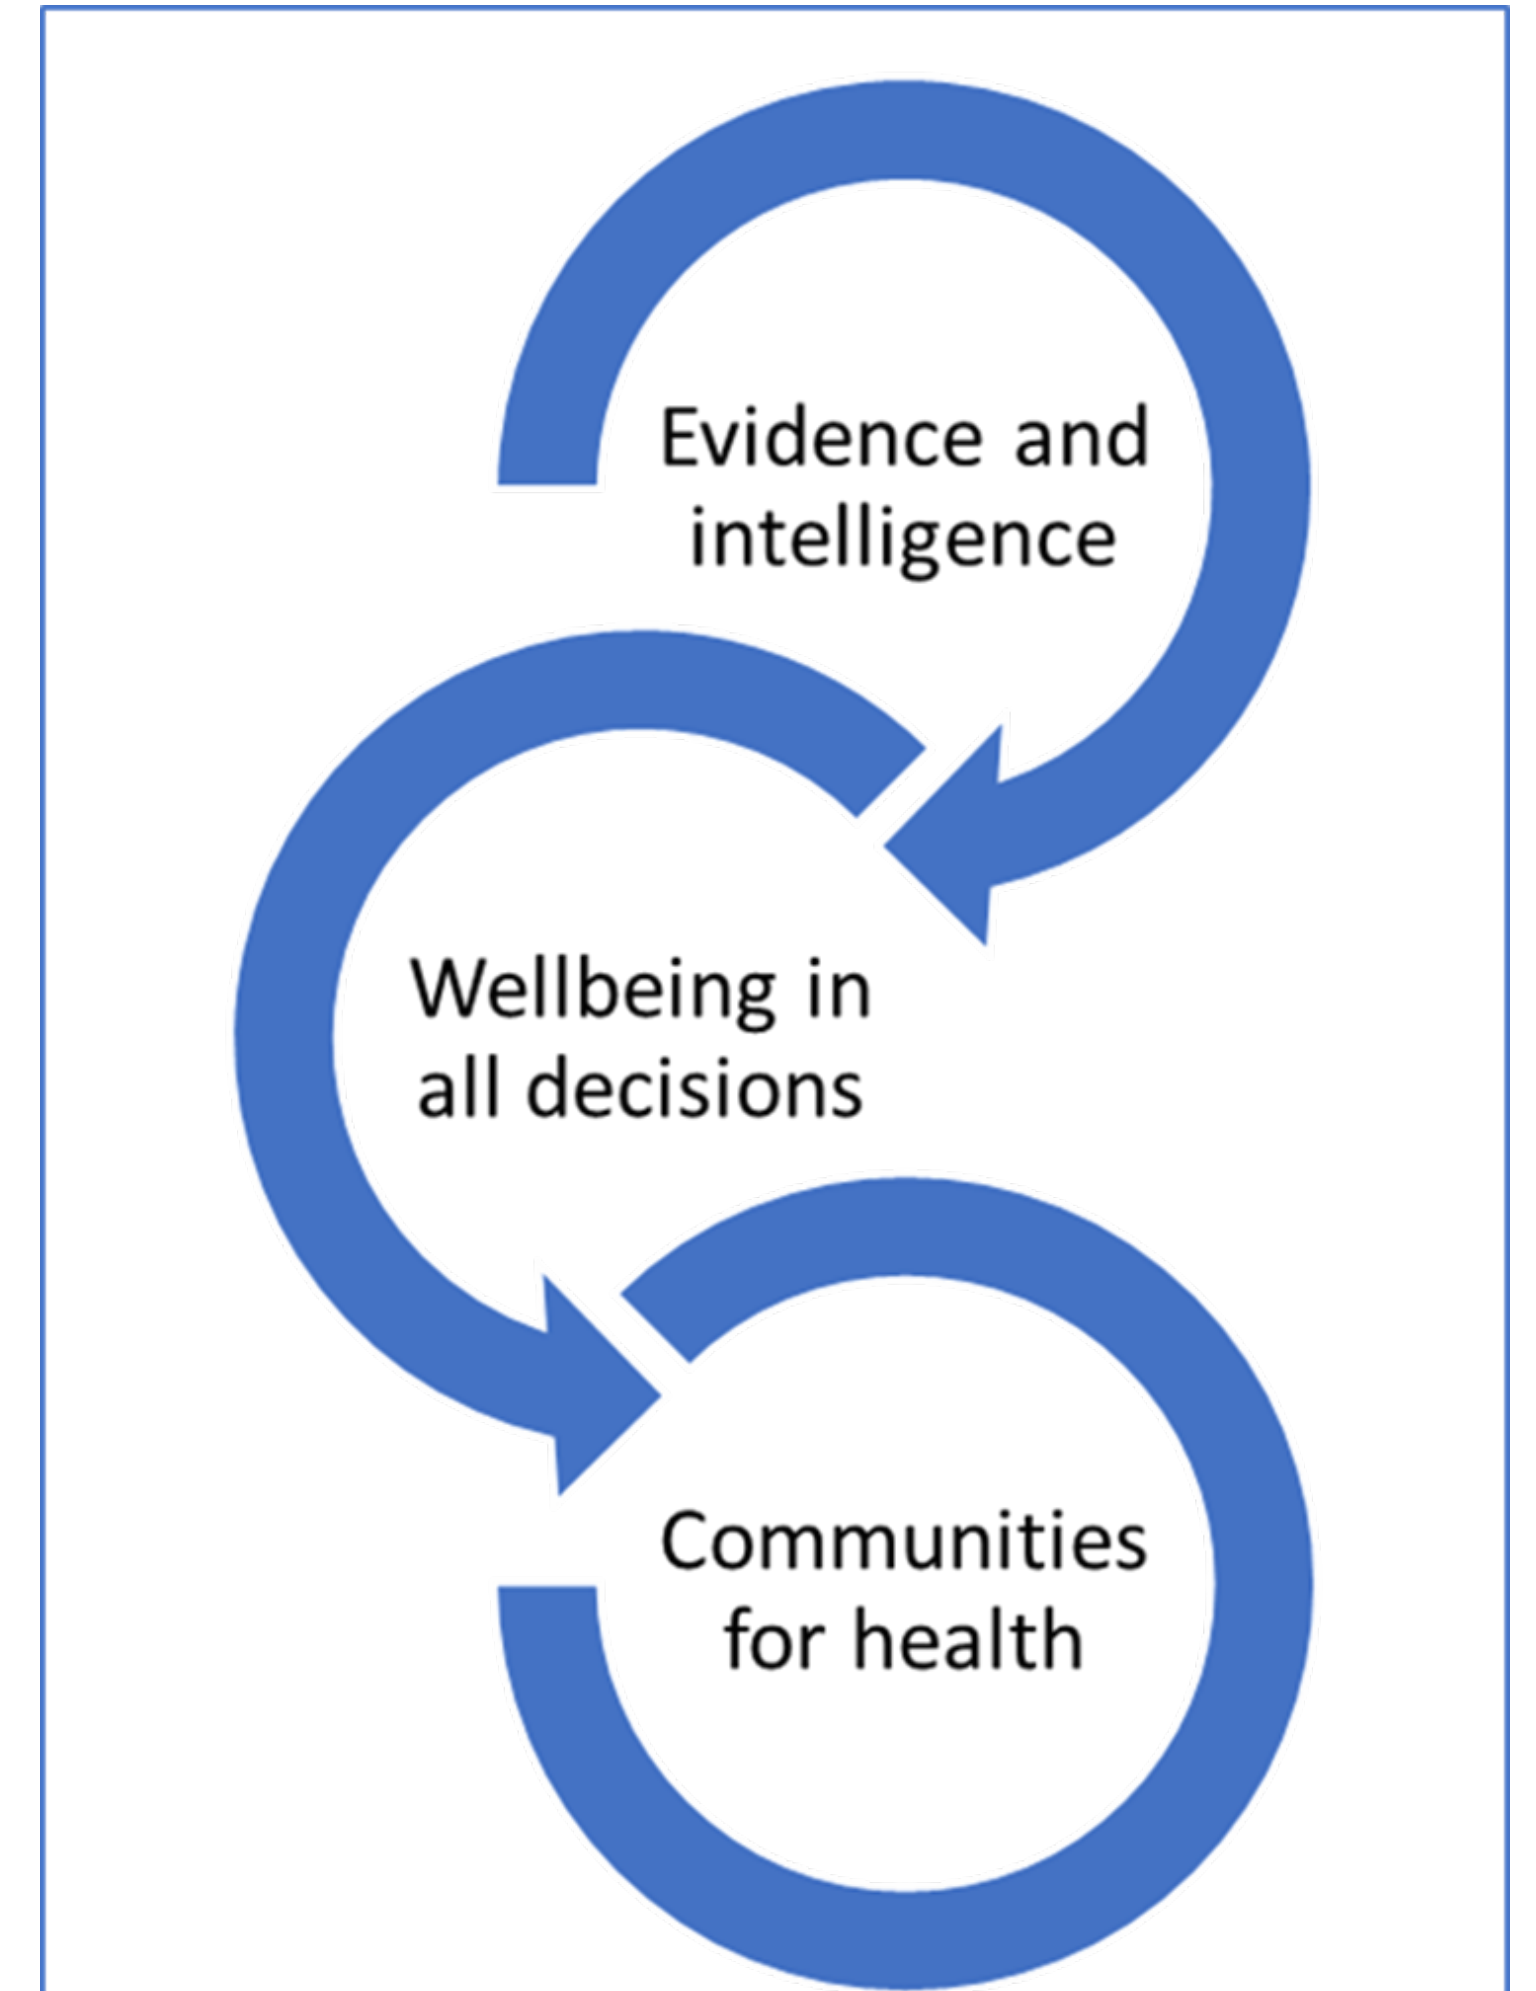 Evidence and
intelligence
Wellbeing in
all decisions
Communities
for health